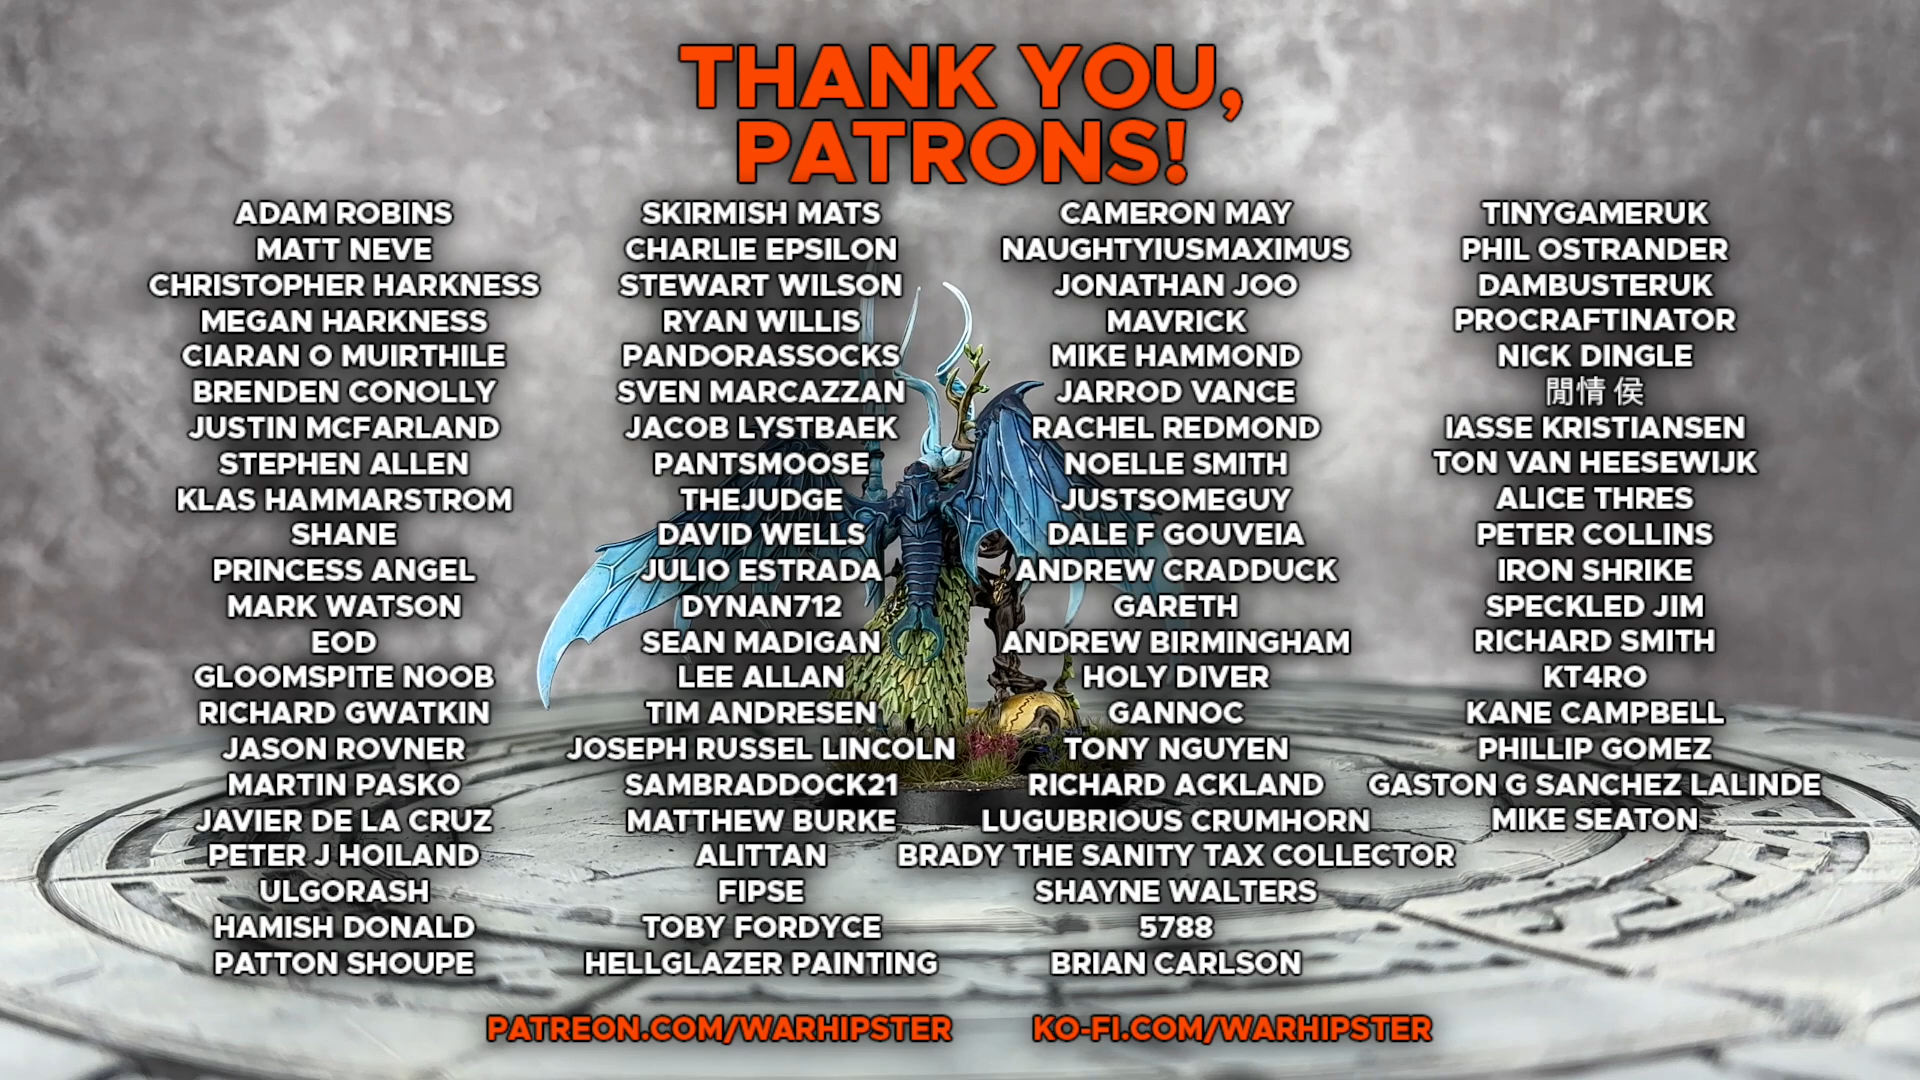 THANK YOU,
PATRONS!
ADAM ROBINS
MATT NEVE
CHRISTOPHER HARKNESS
MEGAN HARKNESS
CIARAN O MUIRTHILE
BRENDEN CONOLLY
JUSTIN MCFARLAND
STEPHEN ALLEN
KLAS HAMMARSTROM
SHANE
PRINCESS ANGEL
MARK WATSON
EOD
GLOOMSPITE NOOB
RICHARD GWATKIN
JASON ROVNER
MARTIN PASKO
JAVIER DE LA CRUZ
PETER J HOILAND
ULGORASH
HAMISH DONALD
PATTON SHOUPE
SKIRMISH MATS
CHARLIE EPSILON
STEWART WILSON
RYAN WILLIS
PANDORASSOCKS
SVEN MARCAZZAN
JACOB LYSTBAEK
PANTSMOOSE
THEJUDGE
DAVID WELLS
JULIO ESTRADA
DYNAN712
SEAN MADIGAN
LEE ALLAN
TIM ANDRESEN
JOSEPH RUSSEL LINCOLN
SAMBRADDOCK21
MATTHEW BURKE
ALITTAN
FIPSE
TOBY FORDYCE
HELLGLAZER PAINTING
CAMERON MAY
NAUGHTYIUSMAXIMUS
JONATHAN JOO
MAVRICK
MIKE HAMMOND
JARROD VANCE
RACHEL REDMOND
NOELLE SMITH
JUSTSOMEGUY
DALE F GOUVEIA
ANDREW CRADDUCK
GARETH
ANDREW BIRMINGHAM
HOLY DIVER
GANNOC
TONY NGUYEN
RICHARD ACKLAND
LUGUBRIOUS CRUMHORN
BRADY THE SANITY TAX COLLECTOR
SHAYNE WALTERS
5788
BRIAN CARLSON
TINYGAMERUK
PHIL OSTRANDER
DAMBUSTERUK
PROCRAFTINATOR
NICK DINGLE
閒情 侯
IASSE KRISTIANSEN
TON VAN HEESEWIJK
ALICE THRES
PETER COLLINS
IRON SHRIKE
SPECKLED JIM
RICHARD SMITH
KT4RO
KANE CAMPBELL
PHILLIP GOMEZ
GASTON G SANCHEZ LALINDE
MIKE SEATON
PATREON.COM/WARHIPSTER
KO-FI.COM/WARHIPSTER